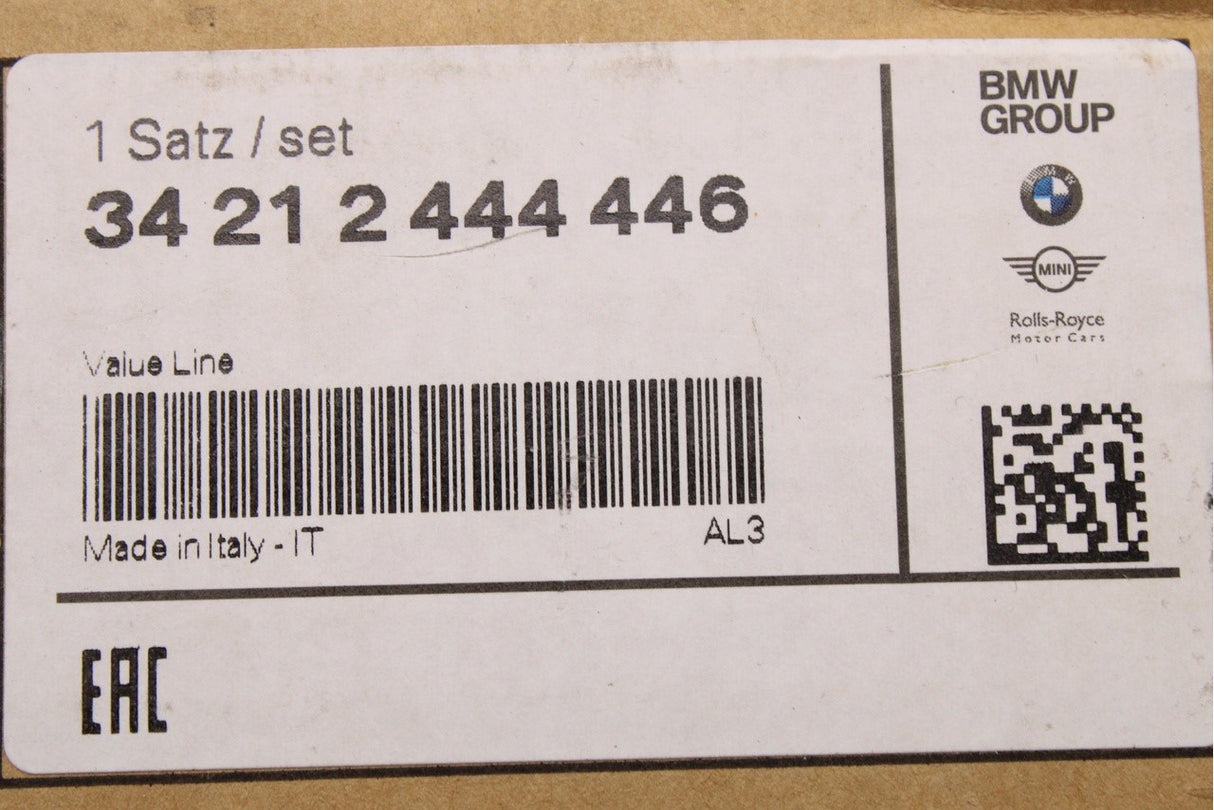 1 Satz / set
34 21 2 444 446
Value Line
Made in Italy - IT
AL3
EAC
BMW
GROUP
BMW
MINI
Rolls-Royce
Motor Cars